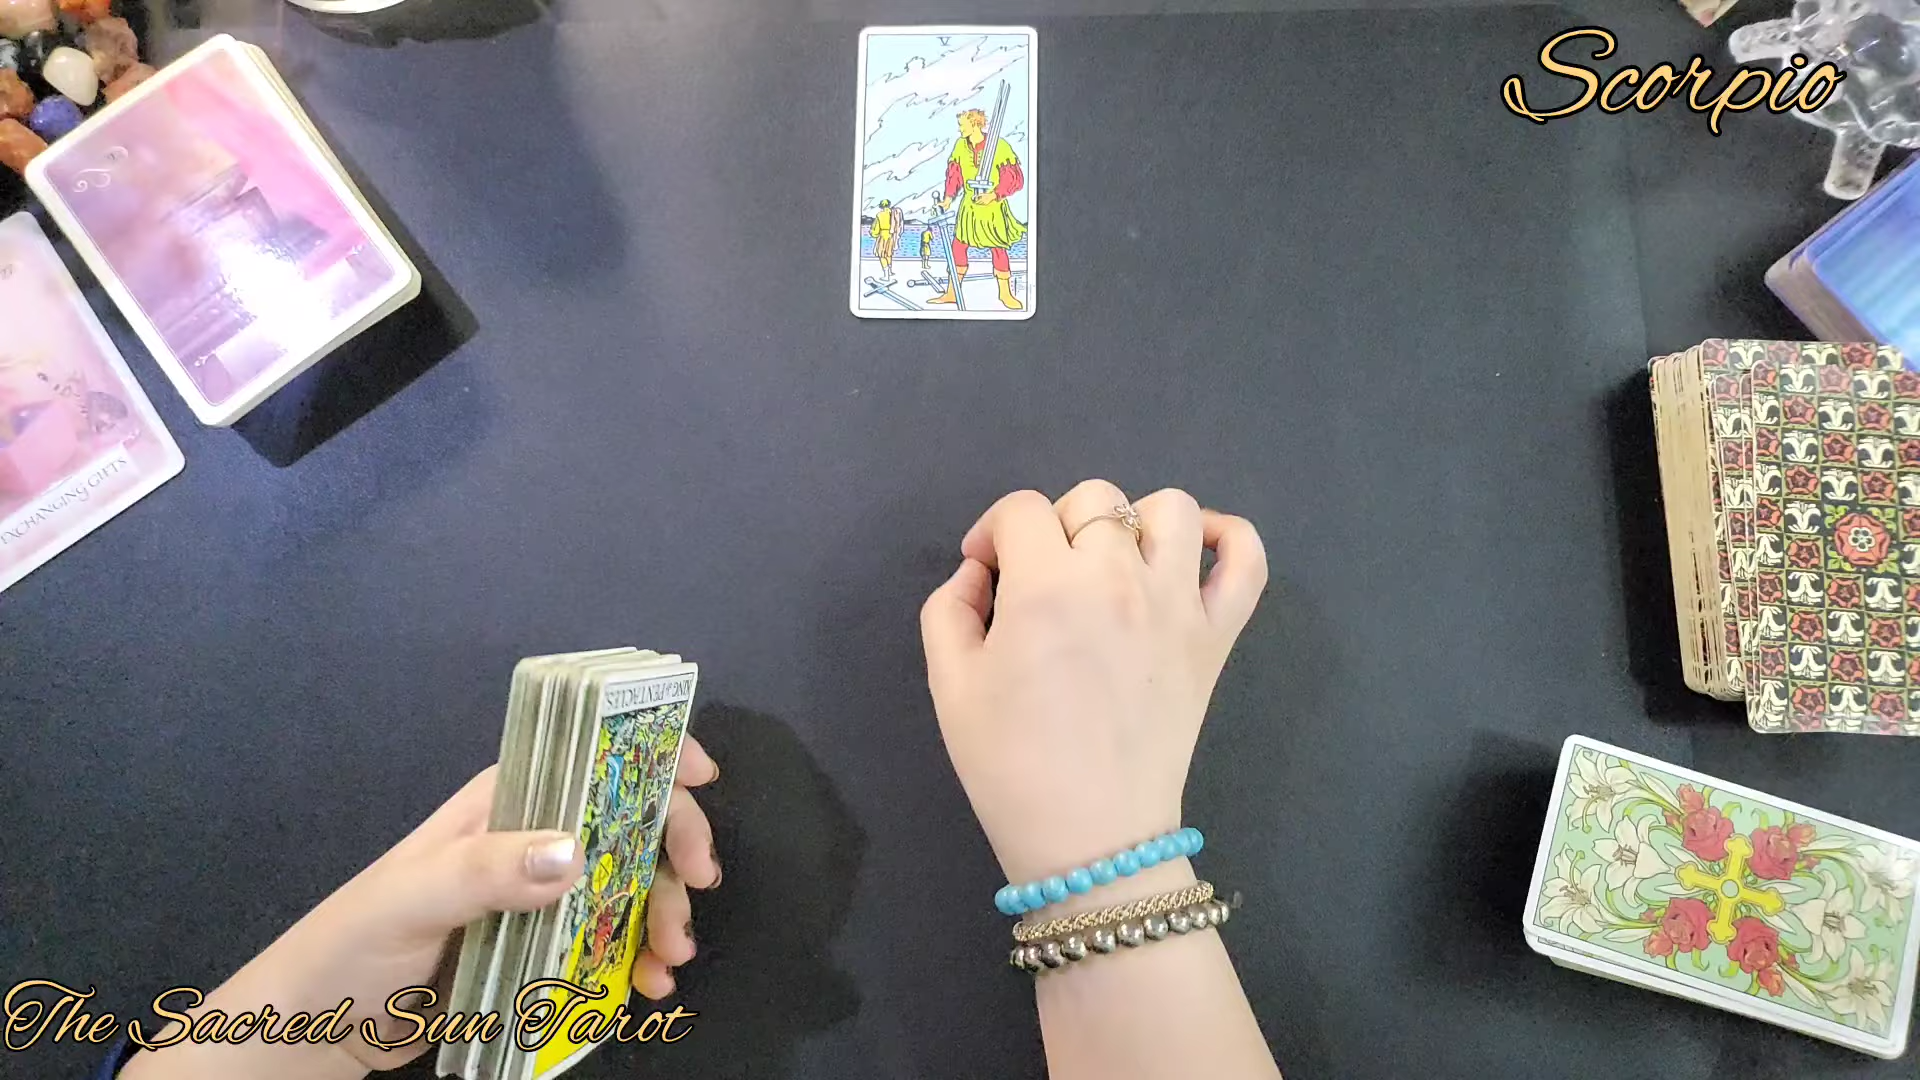 V
Scorpio
EXCHANGING GIFTS
KING of PENTACLES
The Sacred Sun Tarot